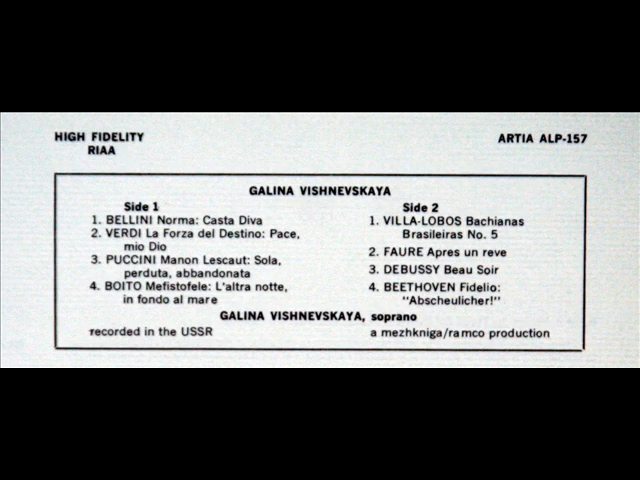 HIGH FIDELITY
RIAA
ARTIA ALP-157
GALINA VISHNEVSKAYA
Side 1
1. BELLINI Norma: Casta Diva
2. VERDI La Forza del Destino: Pace,
mio Dio
3. PUCCINI Manon Lescaut: Sola,
perduta, abbandonata
4. BOITO Mefistofele: L'altra notte,
in fondo al mare
Side 2
1. VILLA-LOBOS Bachianas
Brasileiras No. 5
2. FAURE Apres un reve
3. DEBUSSY Beau Soir
4. BEETHOVEN Fidelio:
"Abscheulicher!"
GALINA VISHNEVSKAYA, soprano
recorded in the USSR
a mezhkniga/ramco production